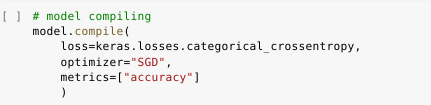 [ ] # model compiling
model.compile(
loss=keras.losses.categorical_crossentropy,
optimizer="SGD",
metrics=["accuracy"]
)